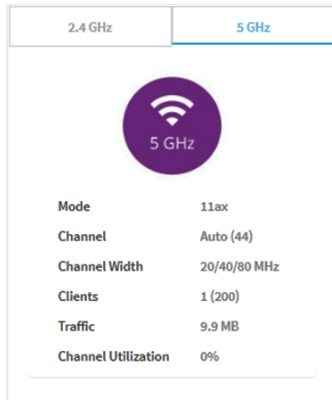 2.4 GHz 5 GHz
5 GHz
Mode 11ax
Channel Auto (44)
Channel Width 20/40/80 MHz
Clients 1 (200)
Traffic 9.9 MB
Channel Utilization 0%